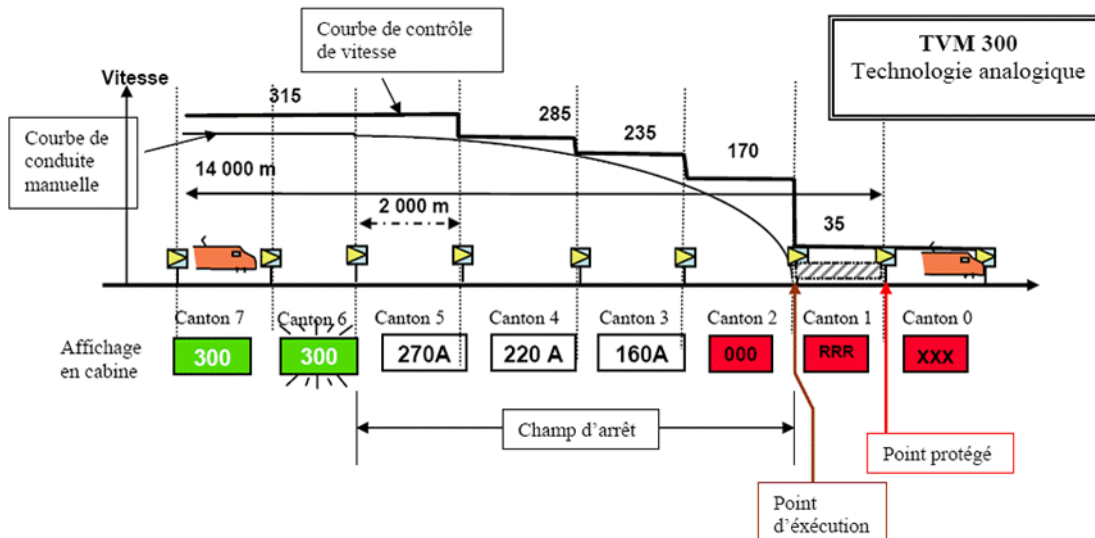 Courbe de contrôle
de vitesse
TVM 300
Technologie analogique
Vitesse
315
285
235
170
35
Courbe de
conduite
manuelle
14 000 m
2 000 m
Canton 7
Canton 6
Canton 5
Canton 4
Canton 3
Canton 2
Canton 1
Canton 0
Affichage
en cabine
300
300
270A
220 A
160A
000
RRR
XXX
Champ d'arrêt
Point protégé
Point
d'éxécution